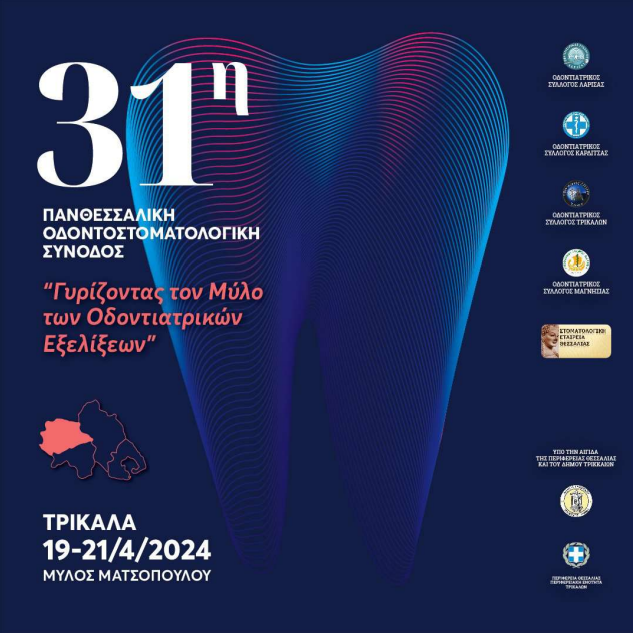 31η
ΠΑΝΘΕΣΣΑΛΙΚΗ
ΟΔΟΝΤΟΣΤΟΜΑΤΟΛΟΓΙΚΗ
ΣΥΝΟΔΟΣ
“Γυρίζοντας τον Μύλο
των Οδοντιατρικών
Εξελίξεων”
ΤΡΙΚΑΛΑ
19-21/4/2024
ΜΥΛΟΣ ΜΑΤΣΟΠΟΥΛΟΥ
ΟΔΟΝΤΙΑΤΡΙΚΟΣ
ΣΥΛΛΟΓΟΣ ΛΑΡΙΣΑΣ
ΟΔΟΝΤΙΑΤΡΙΚΟΣ
ΣΥΛΛΟΓΟΣ ΚΑΡΔΙΤΣΑΣ
ΟΔΟΝΤΙΑΤΡΙΚΟΣ
ΣΥΛΛΟΓΟΣ ΤΡΙΚΑΛΩΝ
ΟΔΟΝΤΙΑΤΡΙΚΟΣ
ΣΥΛΛΟΓΟΣ ΜΑΓΝΗΣΙΑΣ
ΣΤΟΜΑΤΟΛΟΓΙΚΗ
ΕΤΑΙΡΕΙΑ
ΘΕΣΣΑΛΙΑΣ
ΥΠΟ ΤΗΝ ΑΙΓΙΔΑ
ΤΗΣ ΠΕΡΙΦΕΡΕΙΑΣ ΘΕΣΣΑΛΙΑΣ
ΚΑΙ ΤΟΥ ΔΗΜΟΥ ΤΡΙΚΚΑΙΩΝ
ΠΕΡΙΦΕΡΕΙΑ ΘΕΣΣΑΛΙΑΣ
ΠΕΡΙΦΕΡΕΙΑΚΗ ΕΝΟΤΗΤΑ
ΤΡΙΚΑΛΩΝ